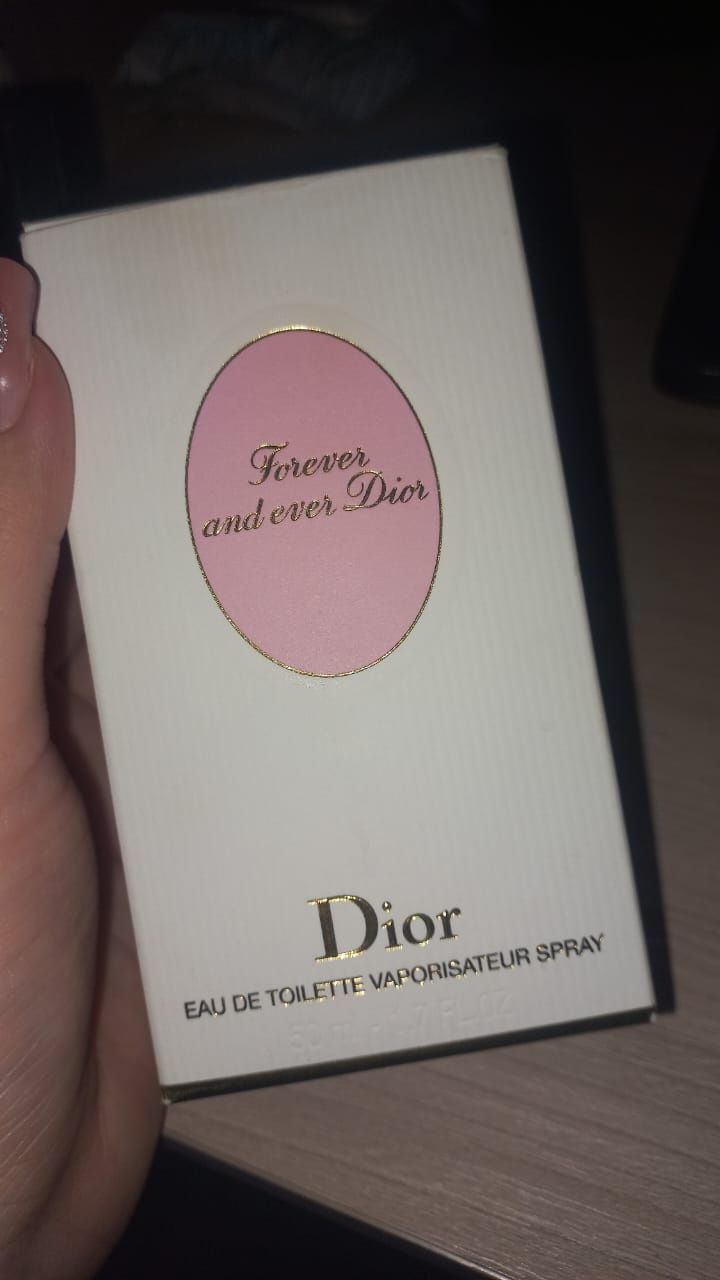 Forever
and ever Dior
Dior
EAU DE TOILETTE VAPORISATEUR SPRAY